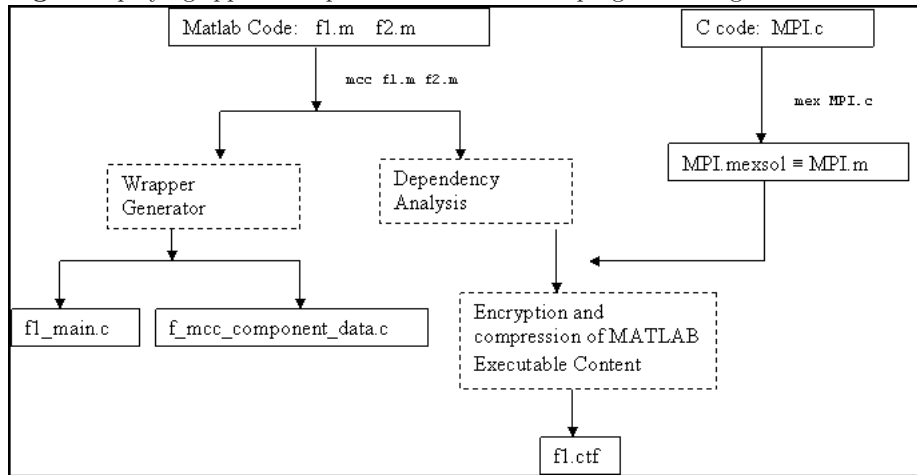 Matlab Code: f1.m f2.m
C code: MPI.c
mcc f1.m f2.m
mex MPI.c
MPI.mexsol ≡ MPI.m
Wrapper
Generator
Dependency
Analysis
f1_main.c
f_mcc_component_data.c
Encryption and
compression of MATLAB
Executable Content
f1.ctf